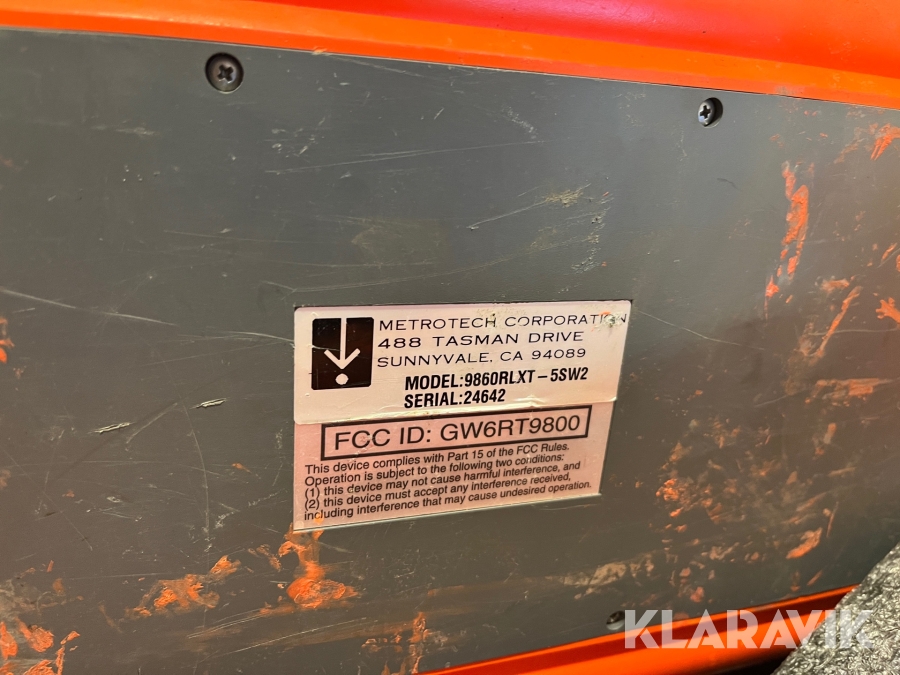 METROTECH CORPORATION
488 TASMAN DRIVE
SUNNYVALE, CA 94089
MODEL:9860RLXT-5SW2
SERIAL:24642
FCC ID: GW6RT9800
This device complies with Part 15 of the FCC Rules.
Operation is subject to the following two conditions:
(1) this device may not cause harmful interference, and
(2) this device must accept any interference received,
including interference that may cause undesired operation.
KLARAVIK